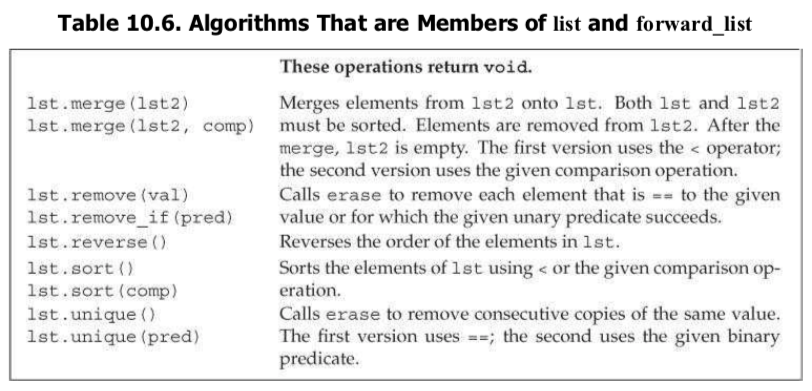 Table 10.6. Algorithms That are Members of list and forward_list
These operations return void.
lst.merge(lst2) Merges elements from lst2 onto lst. Both lst and lst2
lst.merge(lst2, comp) must be sorted. Elements are removed from lst2. After the
merge, lst2 is empty. The first version uses the < operator;
the second version uses the given comparison operation.
lst.remove(val) Calls erase to remove each element that is == to the given
lst.remove_if(pred) value or for which the given unary predicate succeeds.
lst.reverse() Reverses the order of the elements in lst.
lst.sort() Sorts the elements of lst using < or the given comparison op-
lst.sort(comp) eration.
lst.unique() Calls erase to remove consecutive copies of the same value.
lst.unique(pred) The first version uses ==; the second uses the given binary
predicate.